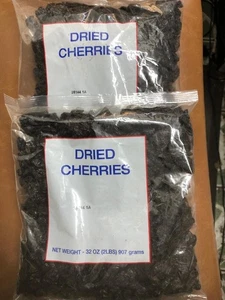 DRIED
CHERRIES
DRIED
CHERRIES
NET WEIGHT - 32 OZ (2LBS) 907 grams